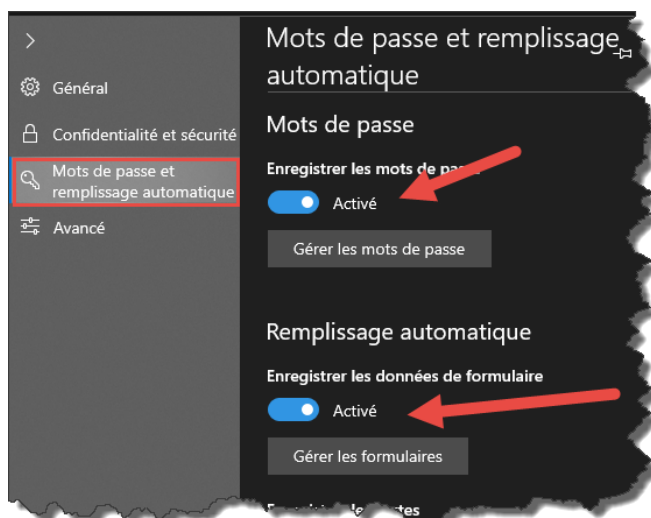 Général
Confidentialité et sécurité
Mots de passe et
remplissage automatique
Avancé
Mots de passe et remplissage
automatique
Mots de passe
Enregistrer les mots de passe
Activé
Gérer les mots de passe
Remplissage automatique
Enregistrer les données de formulaire
Activé
Gérer les formulaires